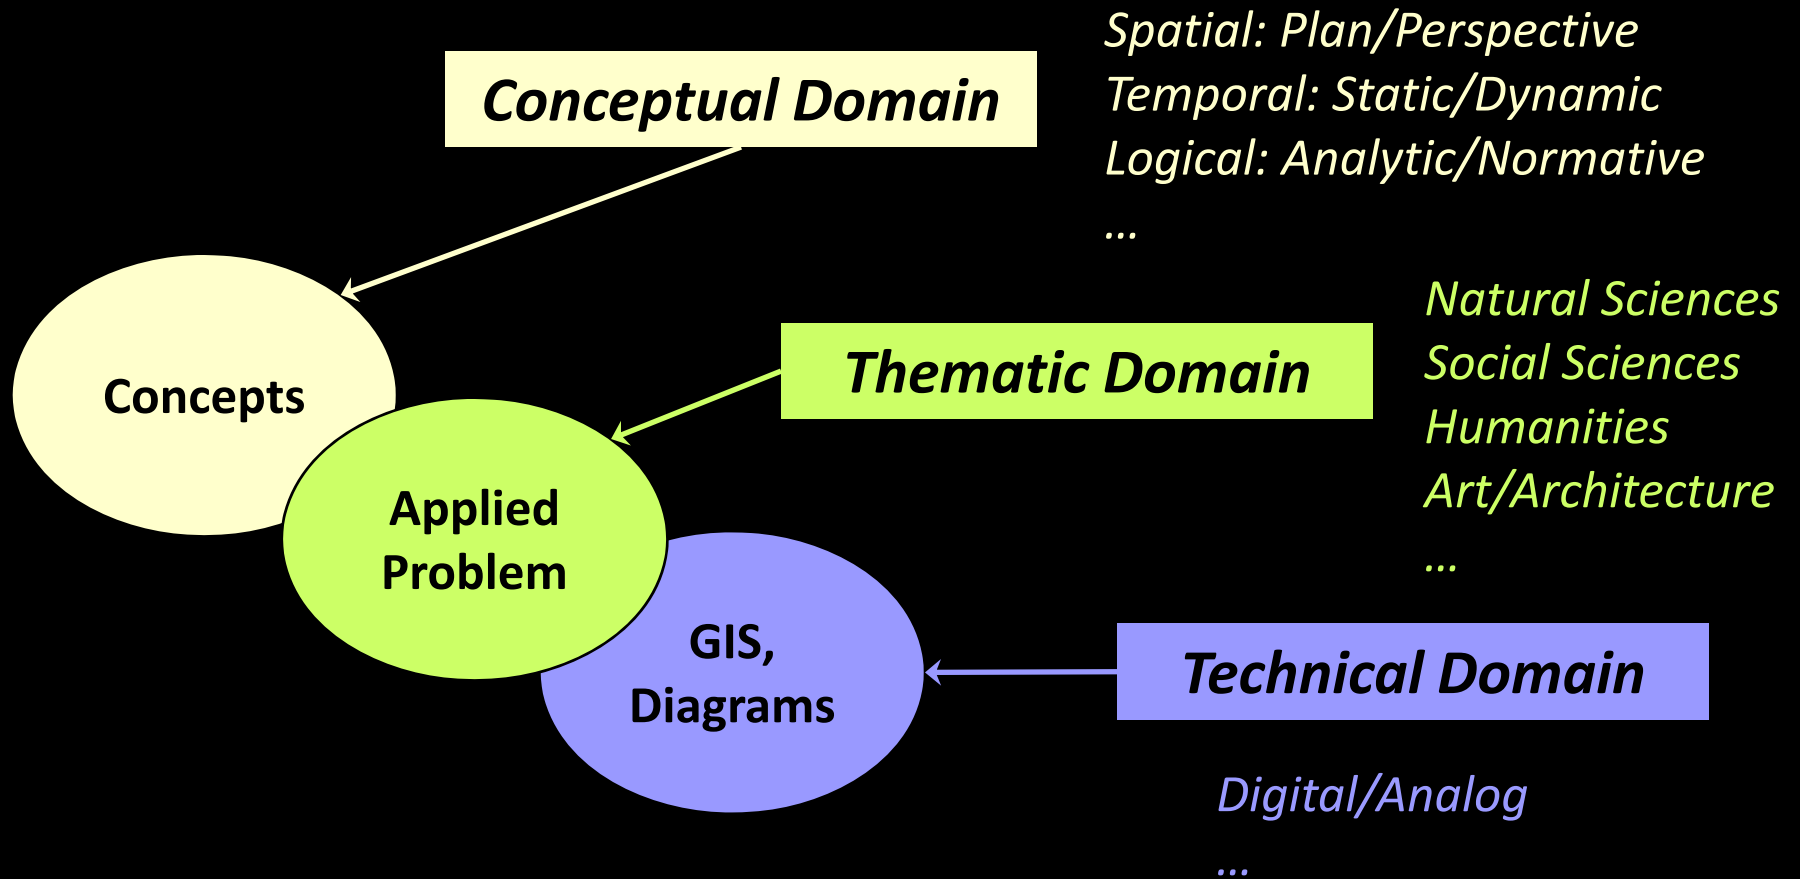 Spatial: Plan/Perspective
Conceptual Domain
Temporal: Static/Dynamic
Logical: Analytic/Normative
…
Natural Sciences
Thematic Domain
Social Sciences
Concepts
Humanities
Art/Architecture
…
Applied
Problem
GIS,
Diagrams
Technical Domain
Digital/Analog
…